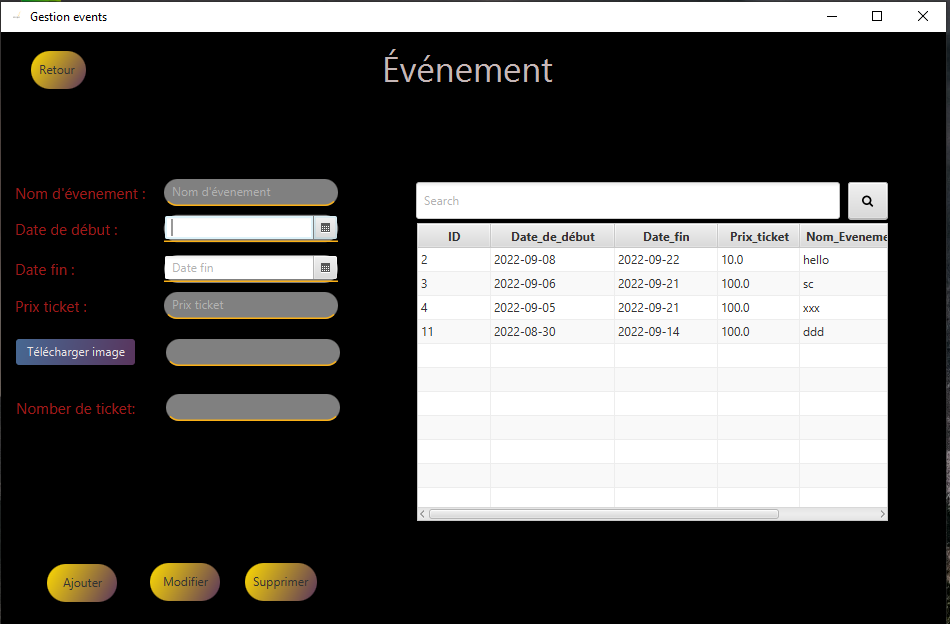 Gestion events
Retour
Événement
Nom d'évenement :
Nom d'évenement
Date de début :
Date fin :
Date fin
Prix ticket :
Prix ticket
Télécharger image
Nomber de ticket:
Search
ID Date_de_début Date_fin Prix_ticket Nom_Eveneme
2 2022-09-08 2022-09-22 10.0 hello
3 2022-09-06 2022-09-21 100.0 sc
4 2022-09-05 2022-09-21 100.0 xxx
11 2022-08-30 2022-09-14 100.0 ddd
Ajouter
Modifier
Supprimer